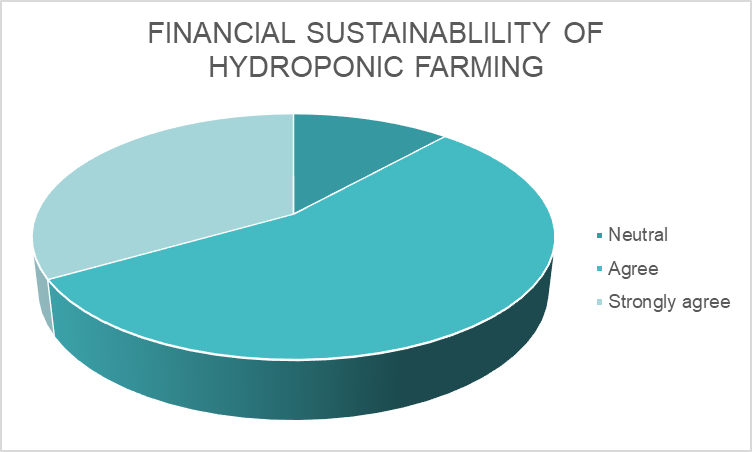 FINANCIAL SUSTAINABLILITY OF
HYDROPONIC FARMING
Neutral
Agree
Strongly agree